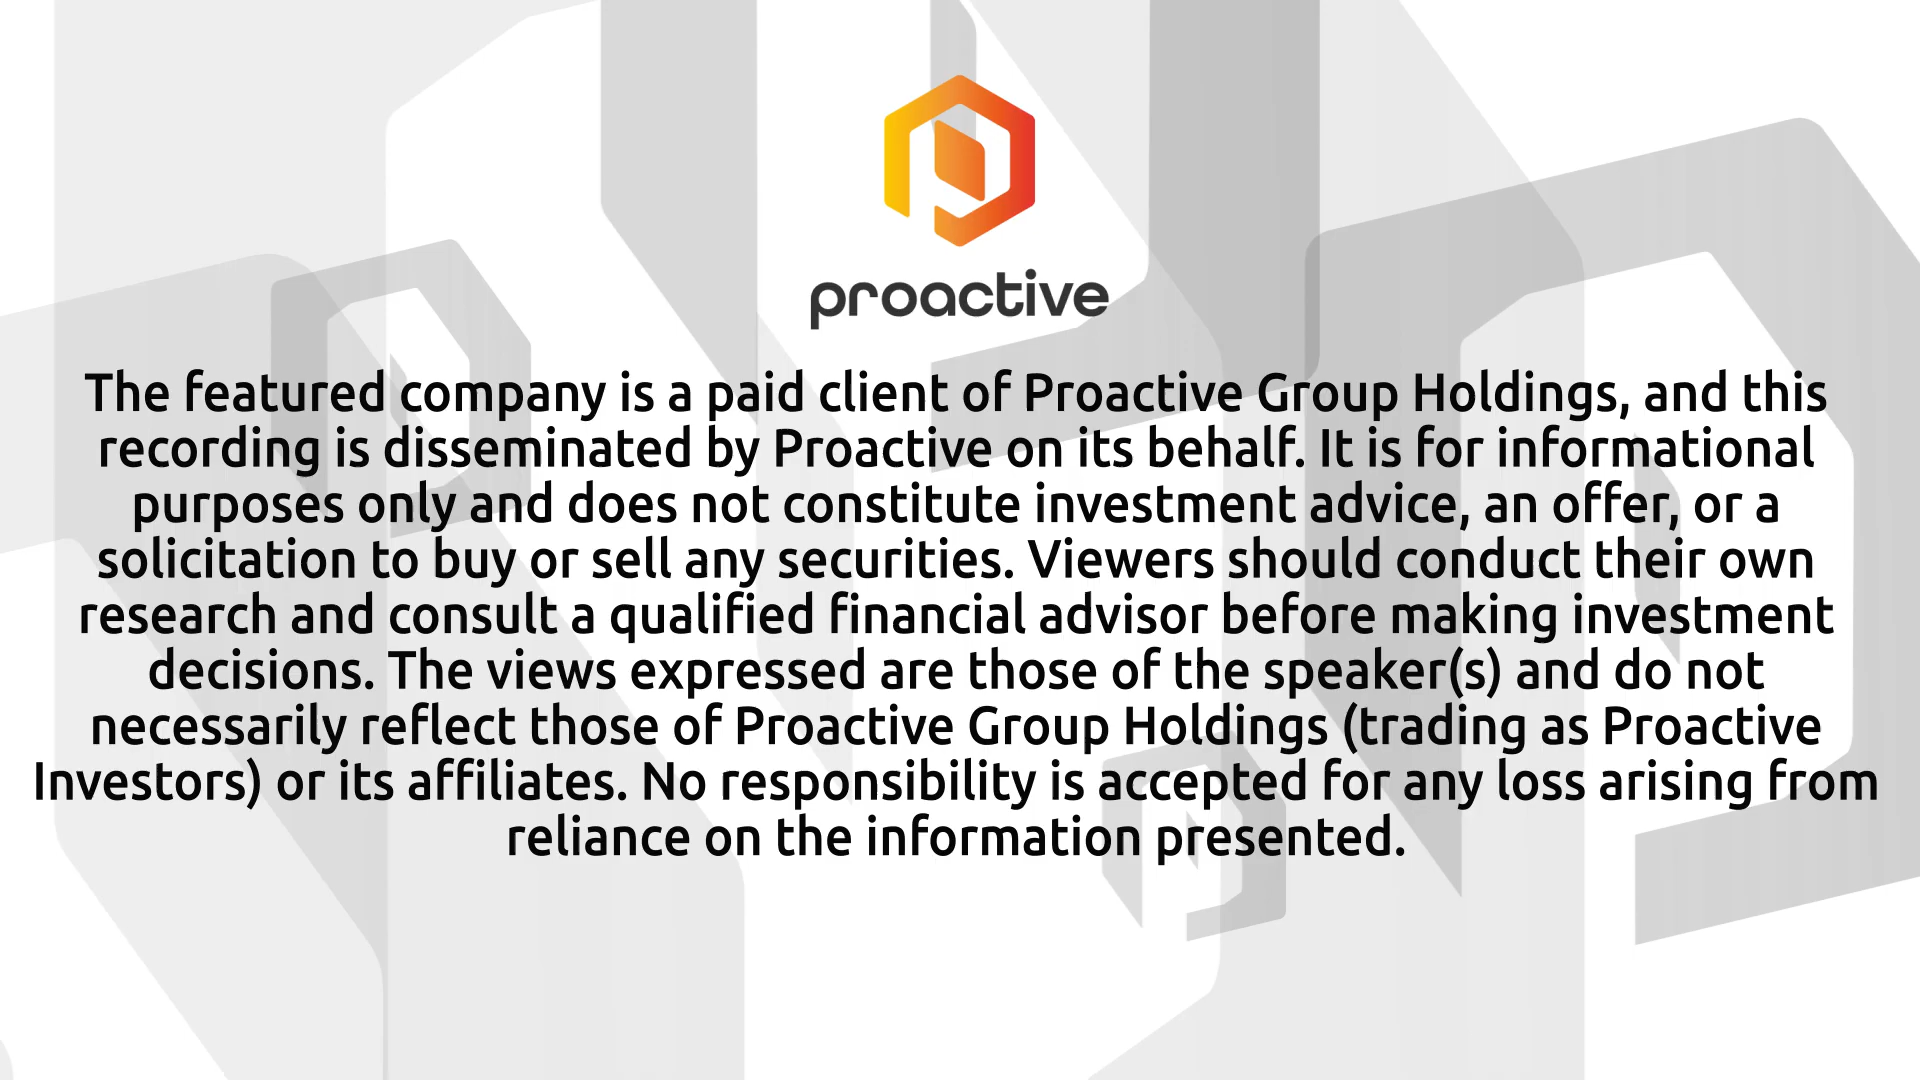 proactive
The featured company is a paid client of Proactive Group Holdings, and this
recording is disseminated by Proactive on its behalf. It is for informational
purposes only and does not constitute investment advice, an offer, or a
solicitation to buy or sell any securities. Viewers should conduct their own
research and consult a qualified financial advisor before making investment
decisions. The views expressed are those of the speaker(s) and do not
necessarily reflect those of Proactive Group Holdings (trading as Proactive
Investors) or its affiliates. No responsibility is accepted for any loss arising from
reliance on the information presented.